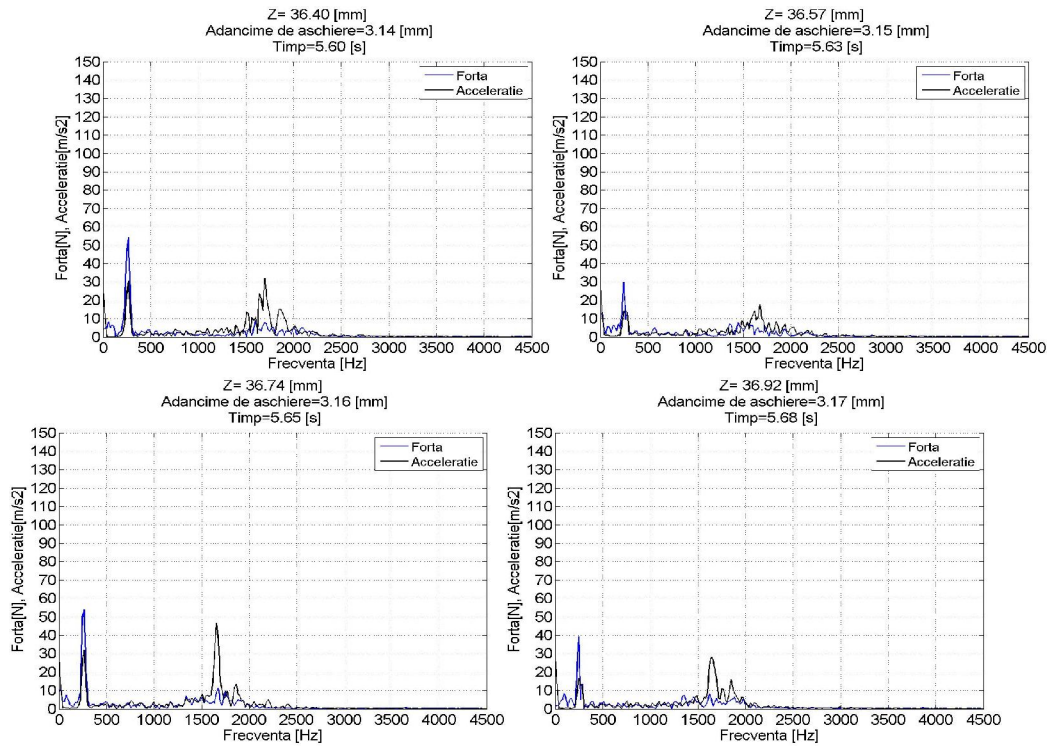 Z= 36.40 [mm]
Adancime de aschiere=3.14 [mm]
Timp=5.60 [s]
150
140
130
120
110
100
90
80
70
60
50
40
30
20
10
0
Forta[N], Acceleratie[m/s2]
Forta
Acceleratie
0 500 1000 1500 2000 2500 3000 3500 4000 4500
Frecventa [Hz]
Z= 36.57 [mm]
Adancime de aschiere=3.15 [mm]
Timp=5.63 [s]
150
140
130
120
110
100
90
80
70
60
50
40
30
20
10
0
Forta[N], Acceleratie[m/s2]
Forta
Acceleratie
0 500 1000 1500 2000 2500 3000 3500 4000 4500
Frecventa [Hz]
Z= 36.74 [mm]
Adancime de aschiere=3.16 [mm]
Timp=5.65 [s]
150
140
130
120
110
100
90
80
70
60
50
40
30
20
10
0
Forta[N], Acceleratie[m/s2]
Forta
Acceleratie
0 500 1000 1500 2000 2500 3000 3500 4000 4500
Frecventa [Hz]
Z= 36.92 [mm]
Adancime de aschiere=3.17 [mm]
Timp=5.68 [s]
150
140
130
120
110
100
90
80
70
60
50
40
30
20
10
0
Forta[N], Acceleratie[m/s2]
Forta
Acceleratie
0 500 1000 1500 2000 2500 3000 3500 4000 4500
Frecventa [Hz]